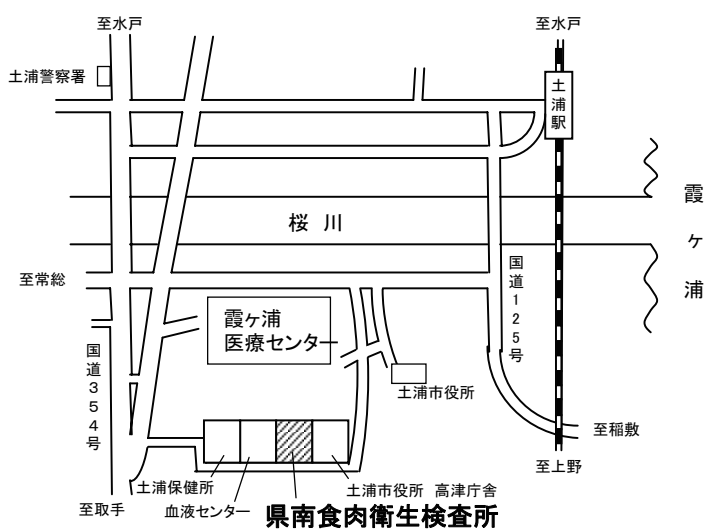 至水戸
至水戸
土浦警察署
土浦駅
桜川
霞ヶ浦
至常総
国道125号
霞ヶ浦
医療センター
国道354号
土浦市役所
至稲敷
至上野
土浦保健所
土浦市役所 高津庁舎
至取手
血液センター
県南食肉衛生検査所